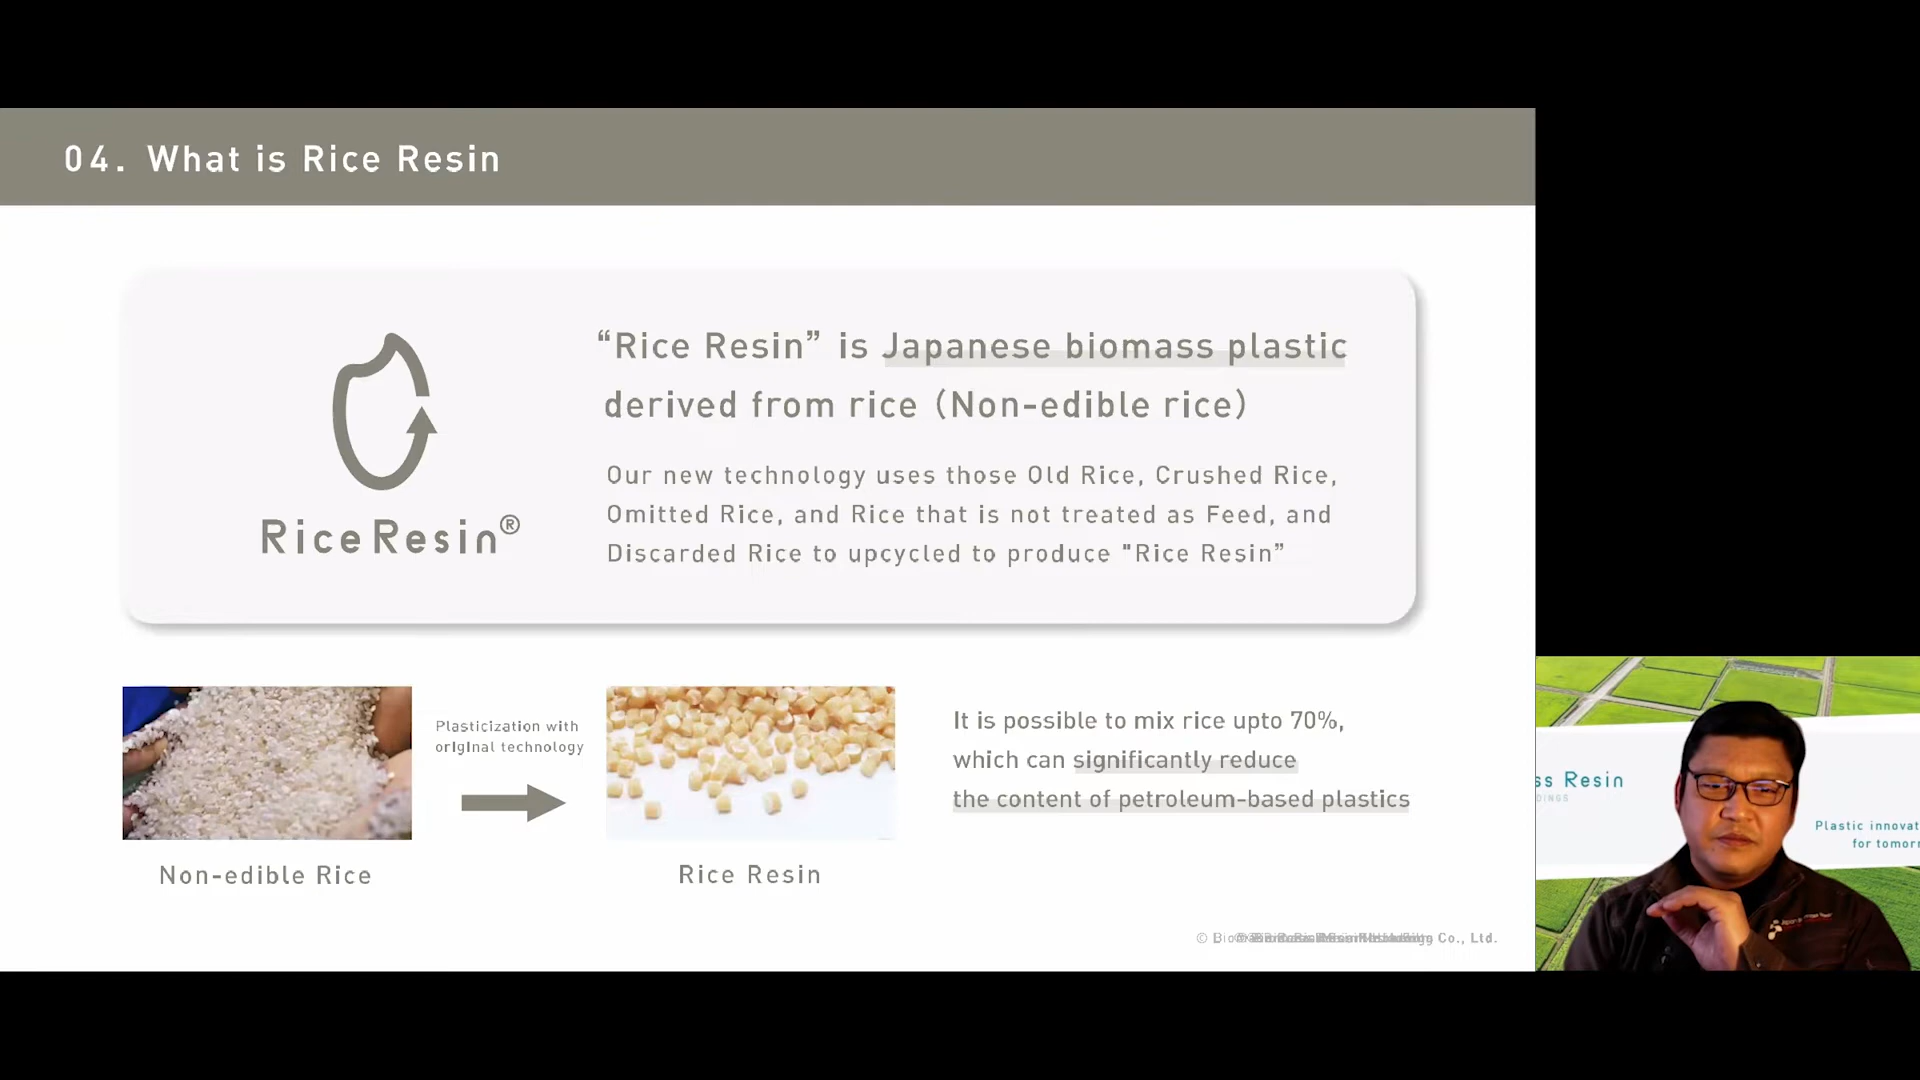 04. What is Rice Resin
“Rice Resin” is Japanese biomass plastic
derived from rice (Non-edible rice)
Our new technology uses those Old Rice, Crushed Rice,
Omitted Rice, and Rice that is not treated as Feed, and
Discarded Rice to upcycled to produce "Rice Resin”
RiceResin®
Plasticization with
original technology
Non-edible Rice
Rice Resin
It is possible to mix rice upto 70%,
which can significantly reduce
the content of petroleum-based plastics
Co., Ltd.
ss Resin
DINGS
Plastic innovat
for tomorr